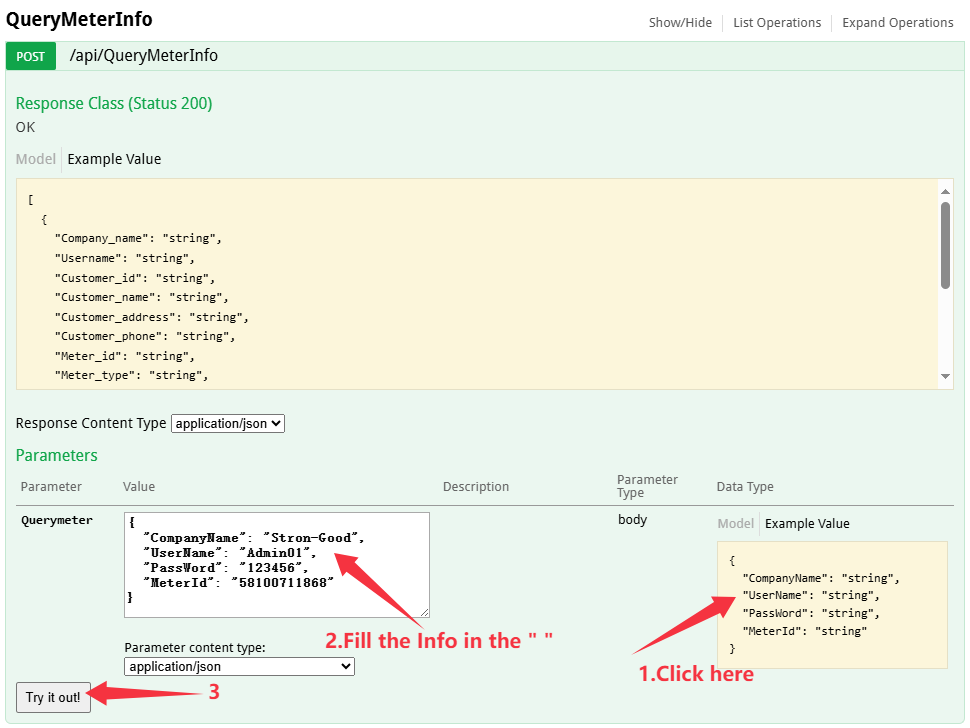 QueryMeterInfo
Show/Hide List Operations Expand Operations
POST /api/QueryMeterInfo
Response Class (Status 200)
OK
Model Example Value
[
{
"Company_name": "string",
"Username": "string",
"Customer_id": "string",
"Customer_name": "string",
"Customer_address": "string",
"Customer_phone": "string",
"Meter_id": "string",
"Meter_type": "string",
Response Content Type application/json
Parameters
Parameter Value Description Parameter Type Data Type
Querymeter
{
"CompanyName": "Stron-Good",
"UserName": "Admin01",
"PassWord": "123456",
"MeterId": "58100711868"
}
body
Model Example Value
{
"CompanyName": "string",
"UserName": "string",
"PassWord": "string",
"MeterId": "string"
}
2.Fill the Info in the " "
1.Click here
Parameter content type:
application/json
Try it out! 3